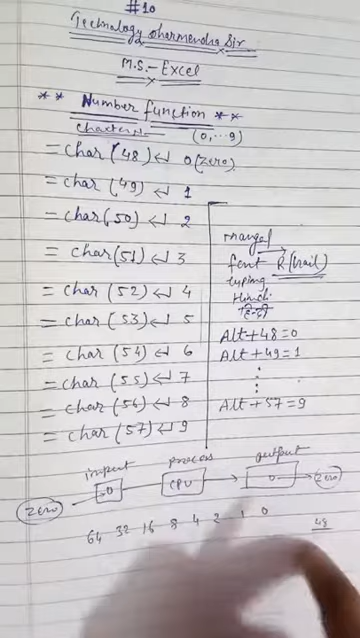 #10
Technology Dharmendra Sir
M.S.- Excel
** Number function **
Character (0,...9)
= Char (48) ↵ 0 (Zero)
= Char (49) ↵ 1
= Char (50) ↵ 2
= Char (51) ↵ 3
= Char (52) ↵ 4
= Char (53) ↵ 5
= Char (54) ↵ 6
= Char (55) ↵ 7
= Char (56) ↵ 8
= Char (57) ↵ 9
mangal
font
typing
Hindi
हिन्दी
Alt+48=0
Alt+49=1
:
:
Alt+57=9
input process output
Zero 0 CPU 0 Zero
64 32 16 8 4 2 1 0
48